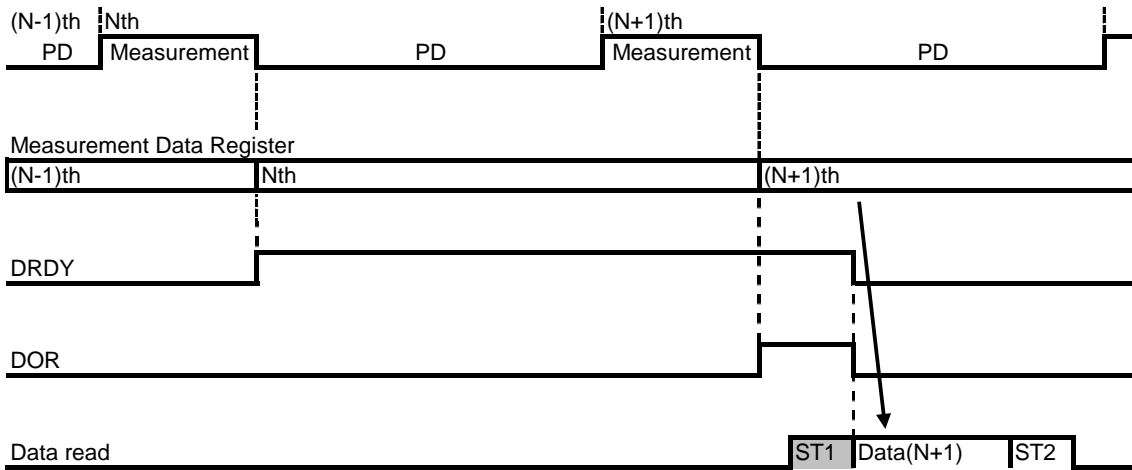 (N-1)th Nth (N+1)th
PD Measurement PD Measurement PD
Measurement Data Register
(N-1)th Nth (N+1)th
DRDY
DOR
Data read ST1 Data(N+1) ST2